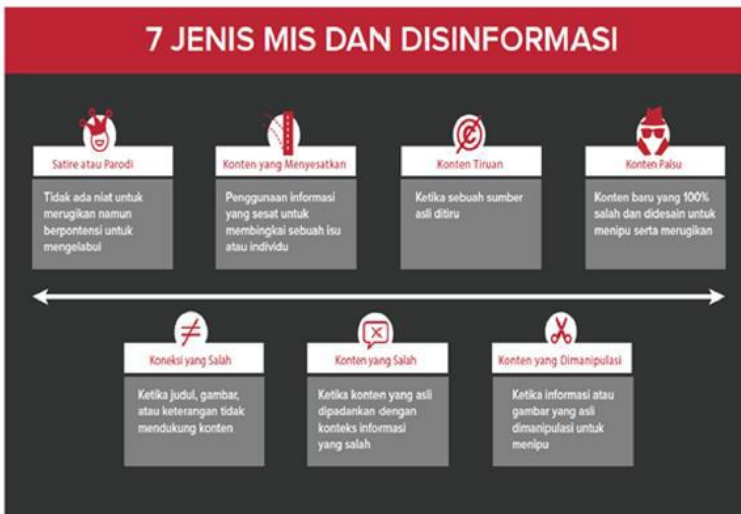 7 JENIS MIS DAN DISINFORMASI
Satire atau Parodi
Tidak ada niat untuk
merugikan namun
berpontensi untuk
mengelabui
Konten yang Menyesatkan
Penggunaan informasi
yang sesat untuk
membingkai sebuah isu
atau individu
Konten Tiruan
Ketika sebuah sumber
asli ditiru
Konten Palsu
Konten baru yang 100%
salah dan didesain untuk
menipu serta merugikan
Koneksi yang Salah
Ketika judul, gambar,
atau keterangan tidak
mendukung konten
Konten yang Salah
Ketika konten yang asli
dipadankan dengan
konteks informasi
yang salah
Konten yang Dimanipulasi
Ketika informasi atau
gambar yang asli
dimanipulasi untuk
menipu